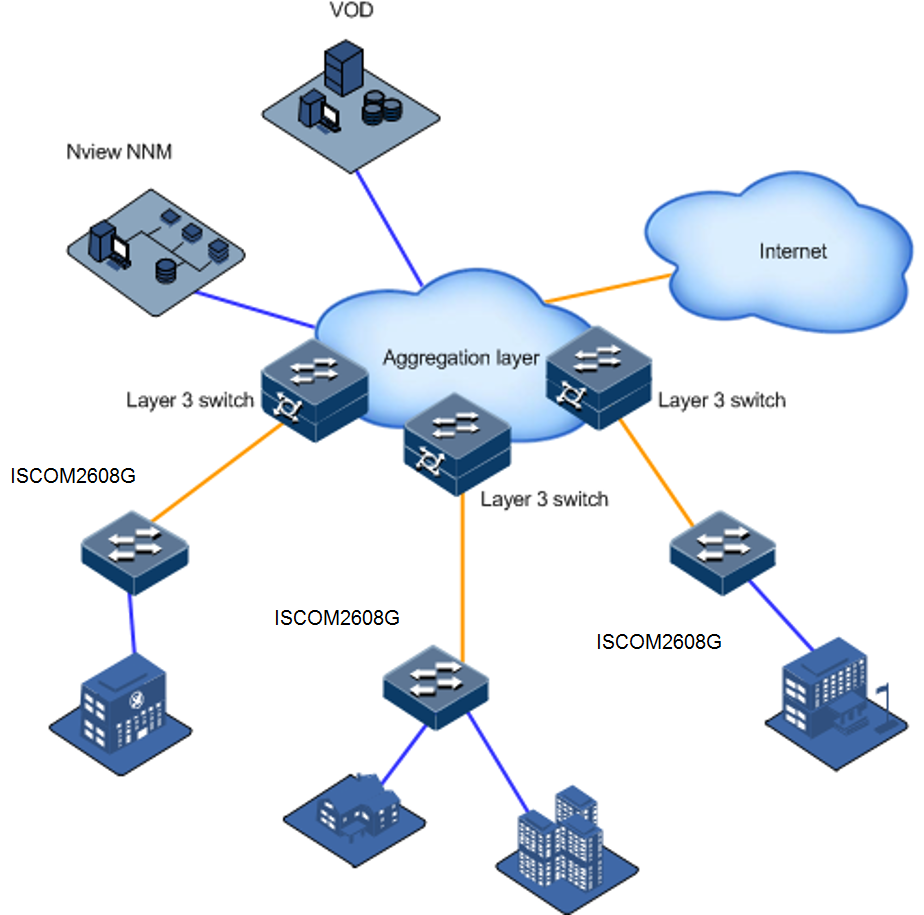 VOD
Nview NNM
Internet
Aggregation layer
Layer 3 switch
Layer 3 switch
ISCOM2608G
Layer 3 switch
ISCOM2608G
ISCOM2608G